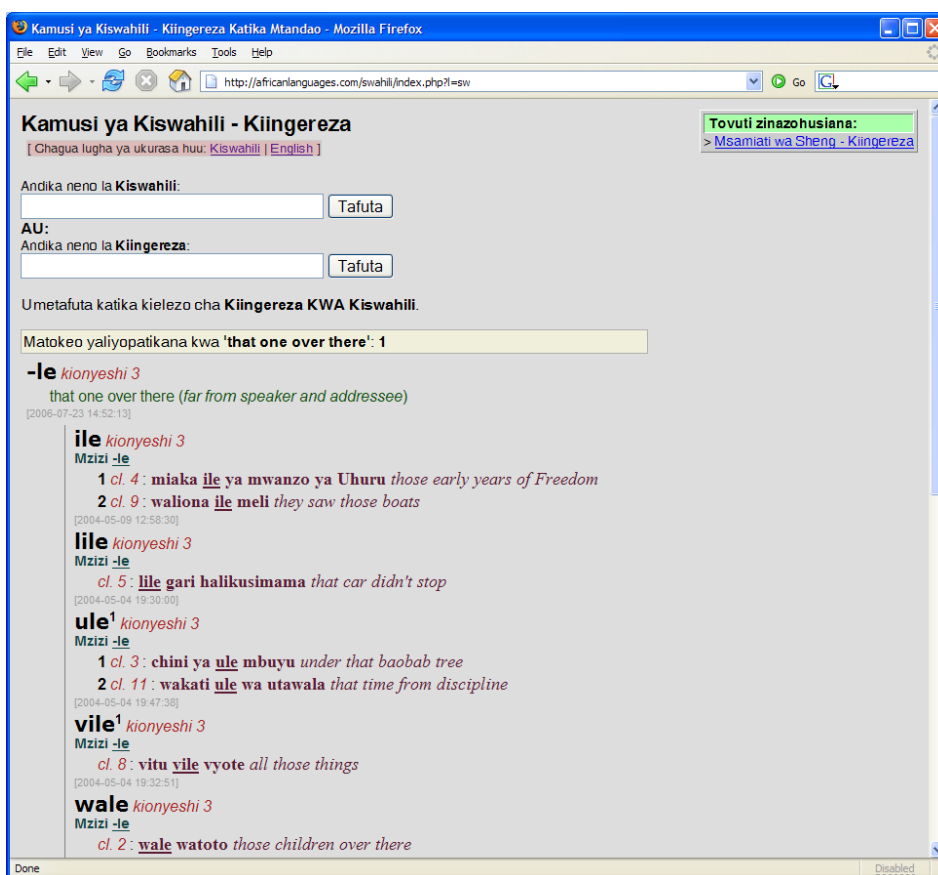 Kamusi ya Kiswahili - Kiingereza Katika Mtandao - Mozilla Firefox
File Edit View Go Bookmarks Tools Help
http://africanlanguages.com/swahili/index.php?l=sw Go G
Kamusi ya Kiswahili - Kiingereza
[ Chagua lugha ya ukurasa huu: Kiswahili | English ]
Tovuti zinazohusiana:
> Msamiati wa Sheng - Kiingereza
Andika neno la Kiswahili:
Tafuta
AU:
Andika neno la Kiingereza:
Tafuta
Umetafuta katika kielezo cha Kiingereza KWA Kiswahili.
Matokeo yaliyopatikana kwa 'that one over there': 1
-le kionyeshi 3
that one over there (far from speaker and addressee)
[2006-07-23 14:52:13]
ile kionyeshi 3
Mzizi -le
1 cl. 4 : miaka ile ya mwanzo ya Uhuru those early years of Freedom
2 cl. 9 : waliona ile meli they saw those boats
[2004-05-09 12:58:30]
lile kionyeshi 3
Mzizi -le
cl. 5 : lile gari halikusimama that car didn't stop
[2004-05-04 19:30:00]
ule¹ kionyeshi 3
Mzizi -le
1 cl. 3 : chini ya ule mbuyu under that baobab tree
2 cl. 11 : wakati ule wa utawala that time from discipline
[2004-05-04 19:47:38]
vile¹ kionyeshi 3
Mzizi -le
cl. 8 : vitu vile vyote all those things
[2004-05-04 19:32:51]
wale kionyeshi 3
Mzizi -le
cl. 2 : wale watoto those children over there
Done Disabled